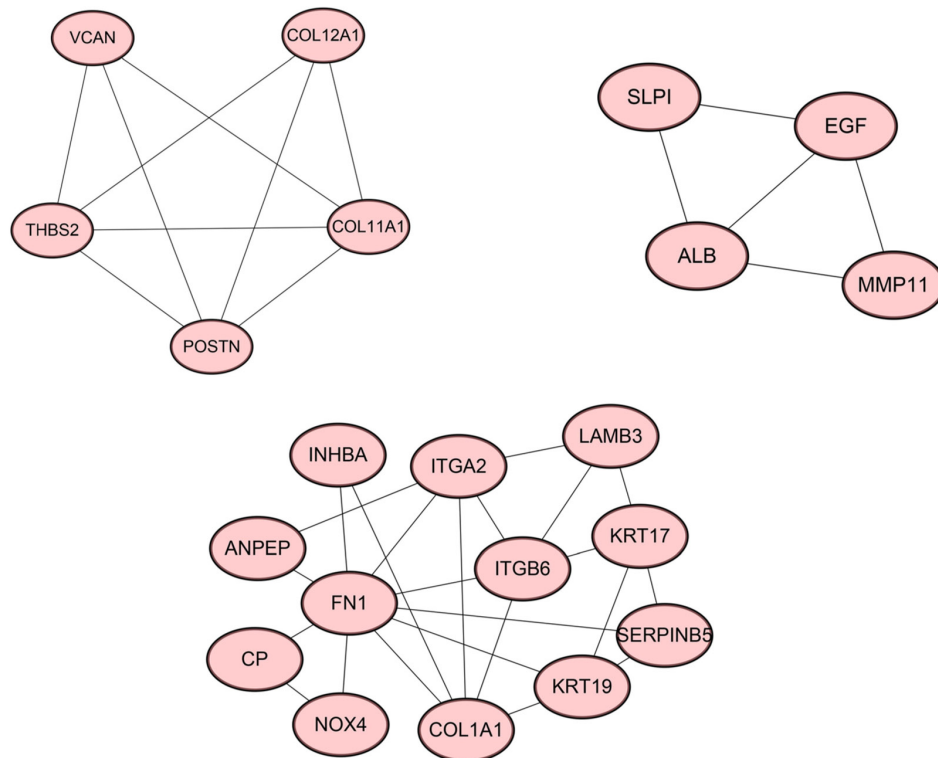 VCAN
COL12A1
THBS2
COL11A1
POSTN
SLPI
EGF
ALB
MMP11
INHBA
ITGA2
LAMB3
ANPEP
ITGB6
KRT17
FN1
SERPINB5
CP
KRT19
NOX4
COL1A1